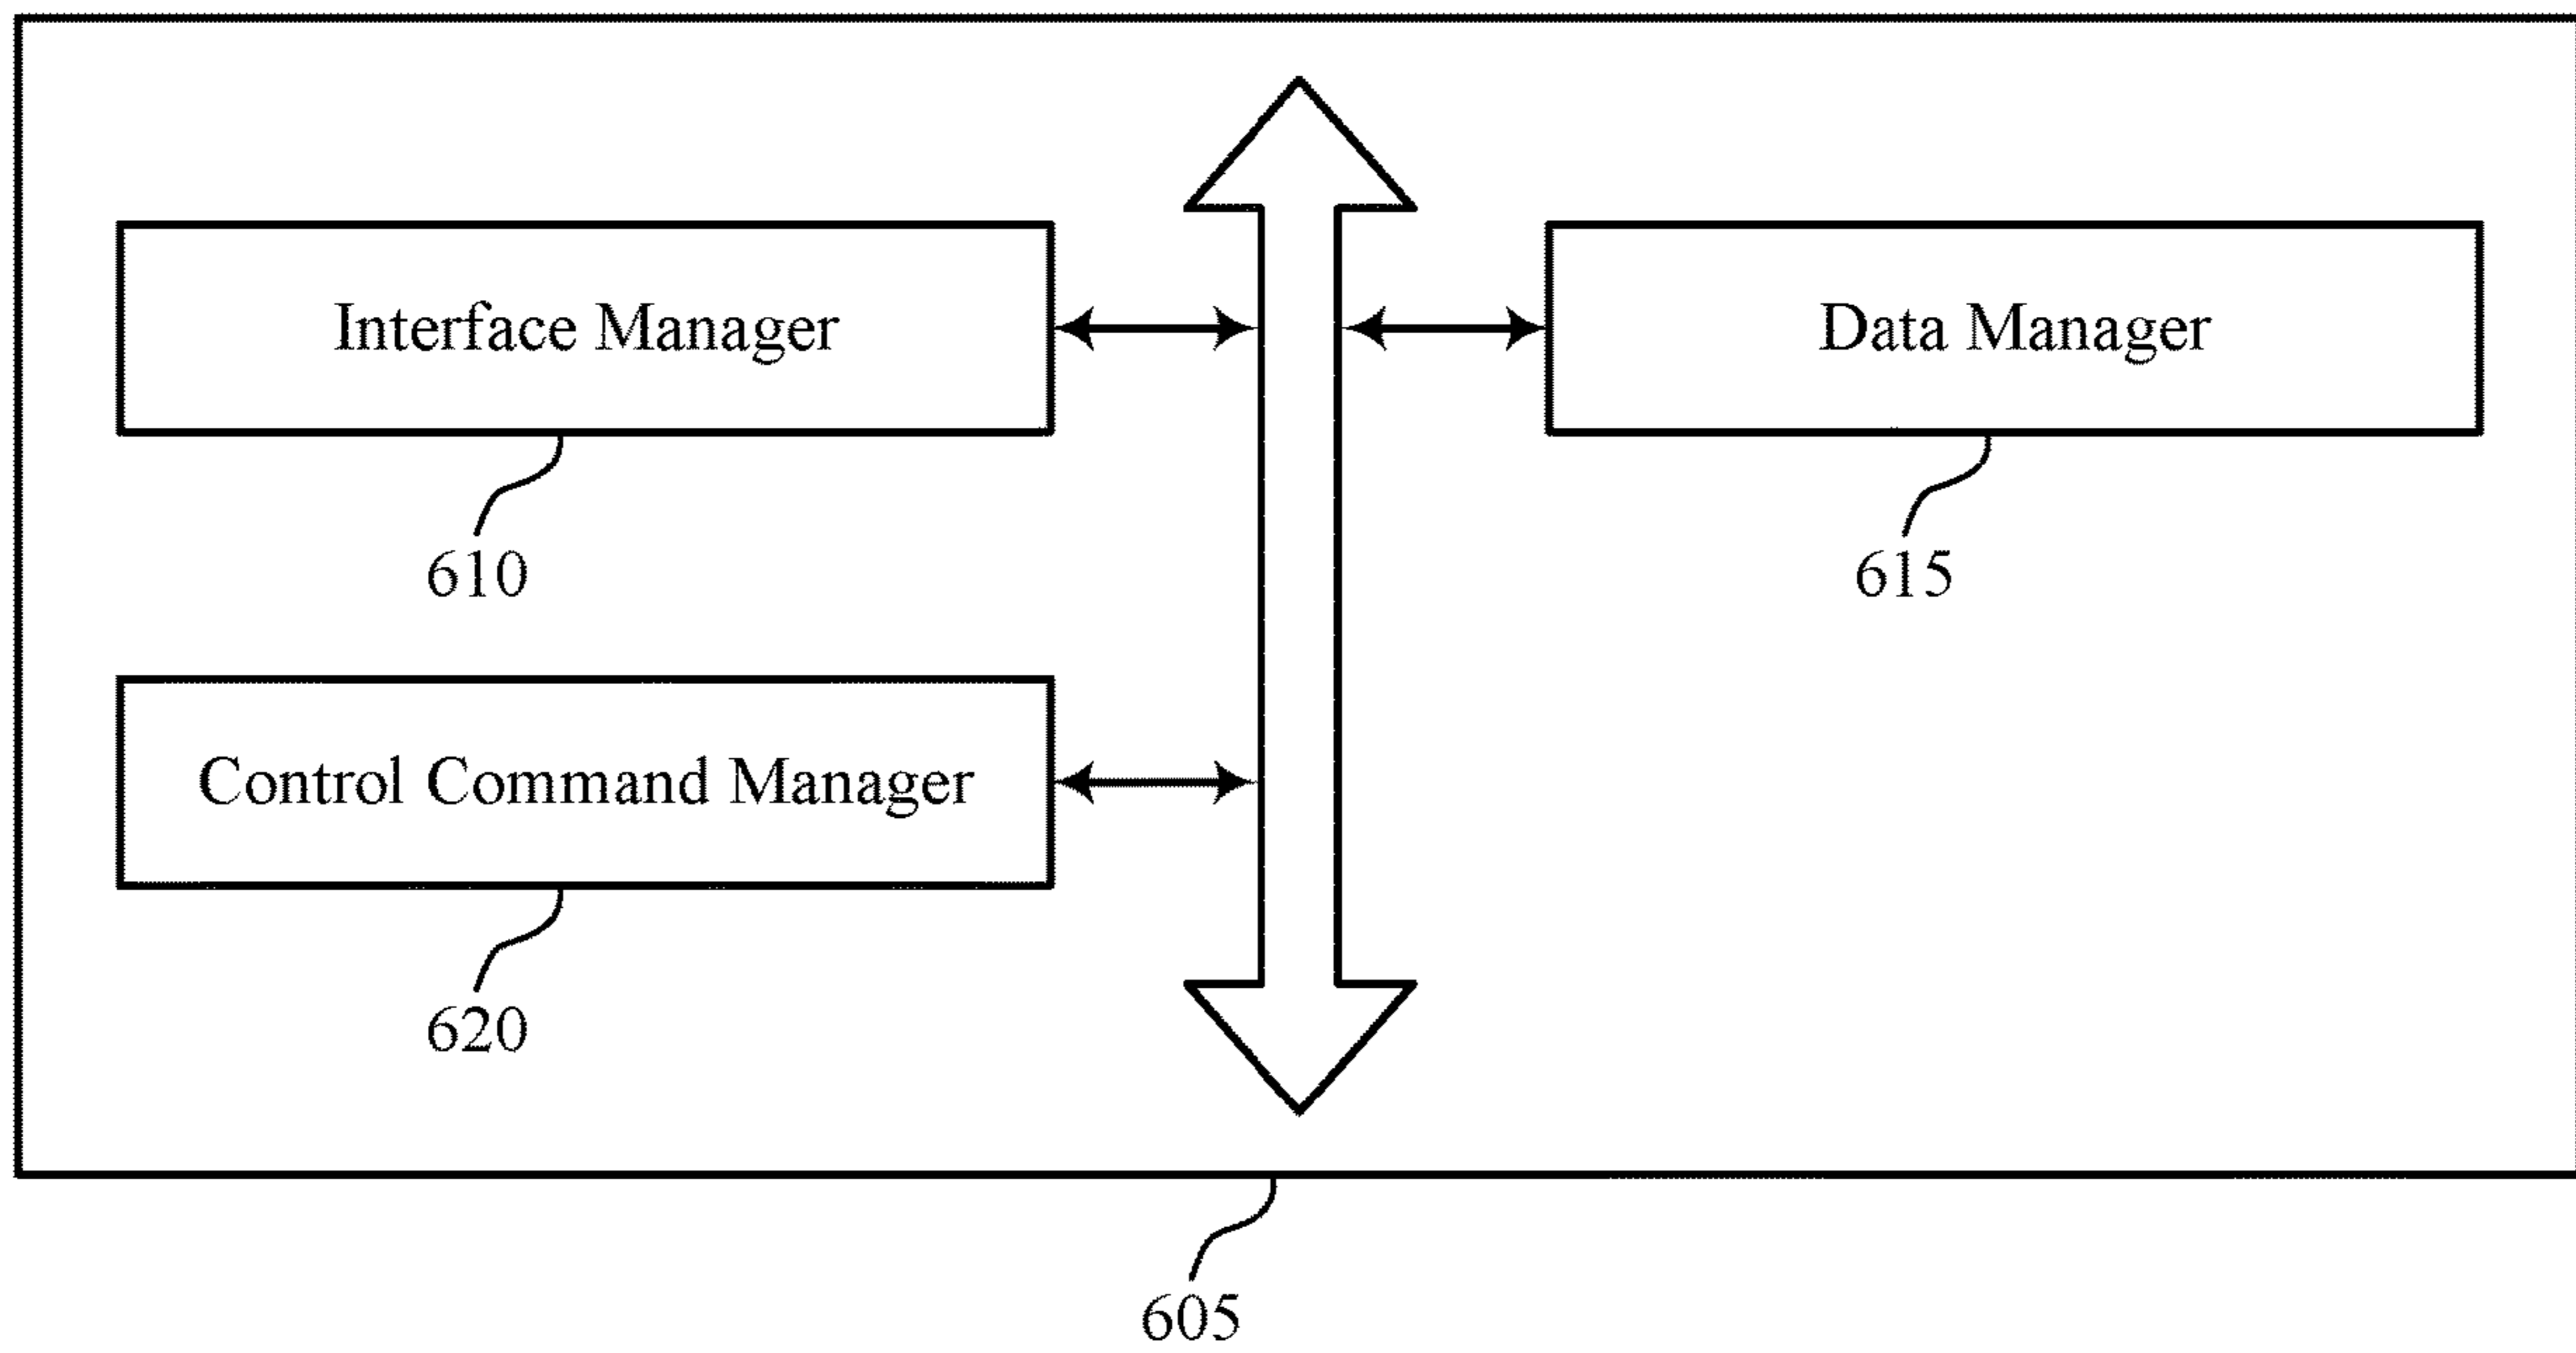 Interface Manager
Data Manager
610
615
Control Command Manager
620
605